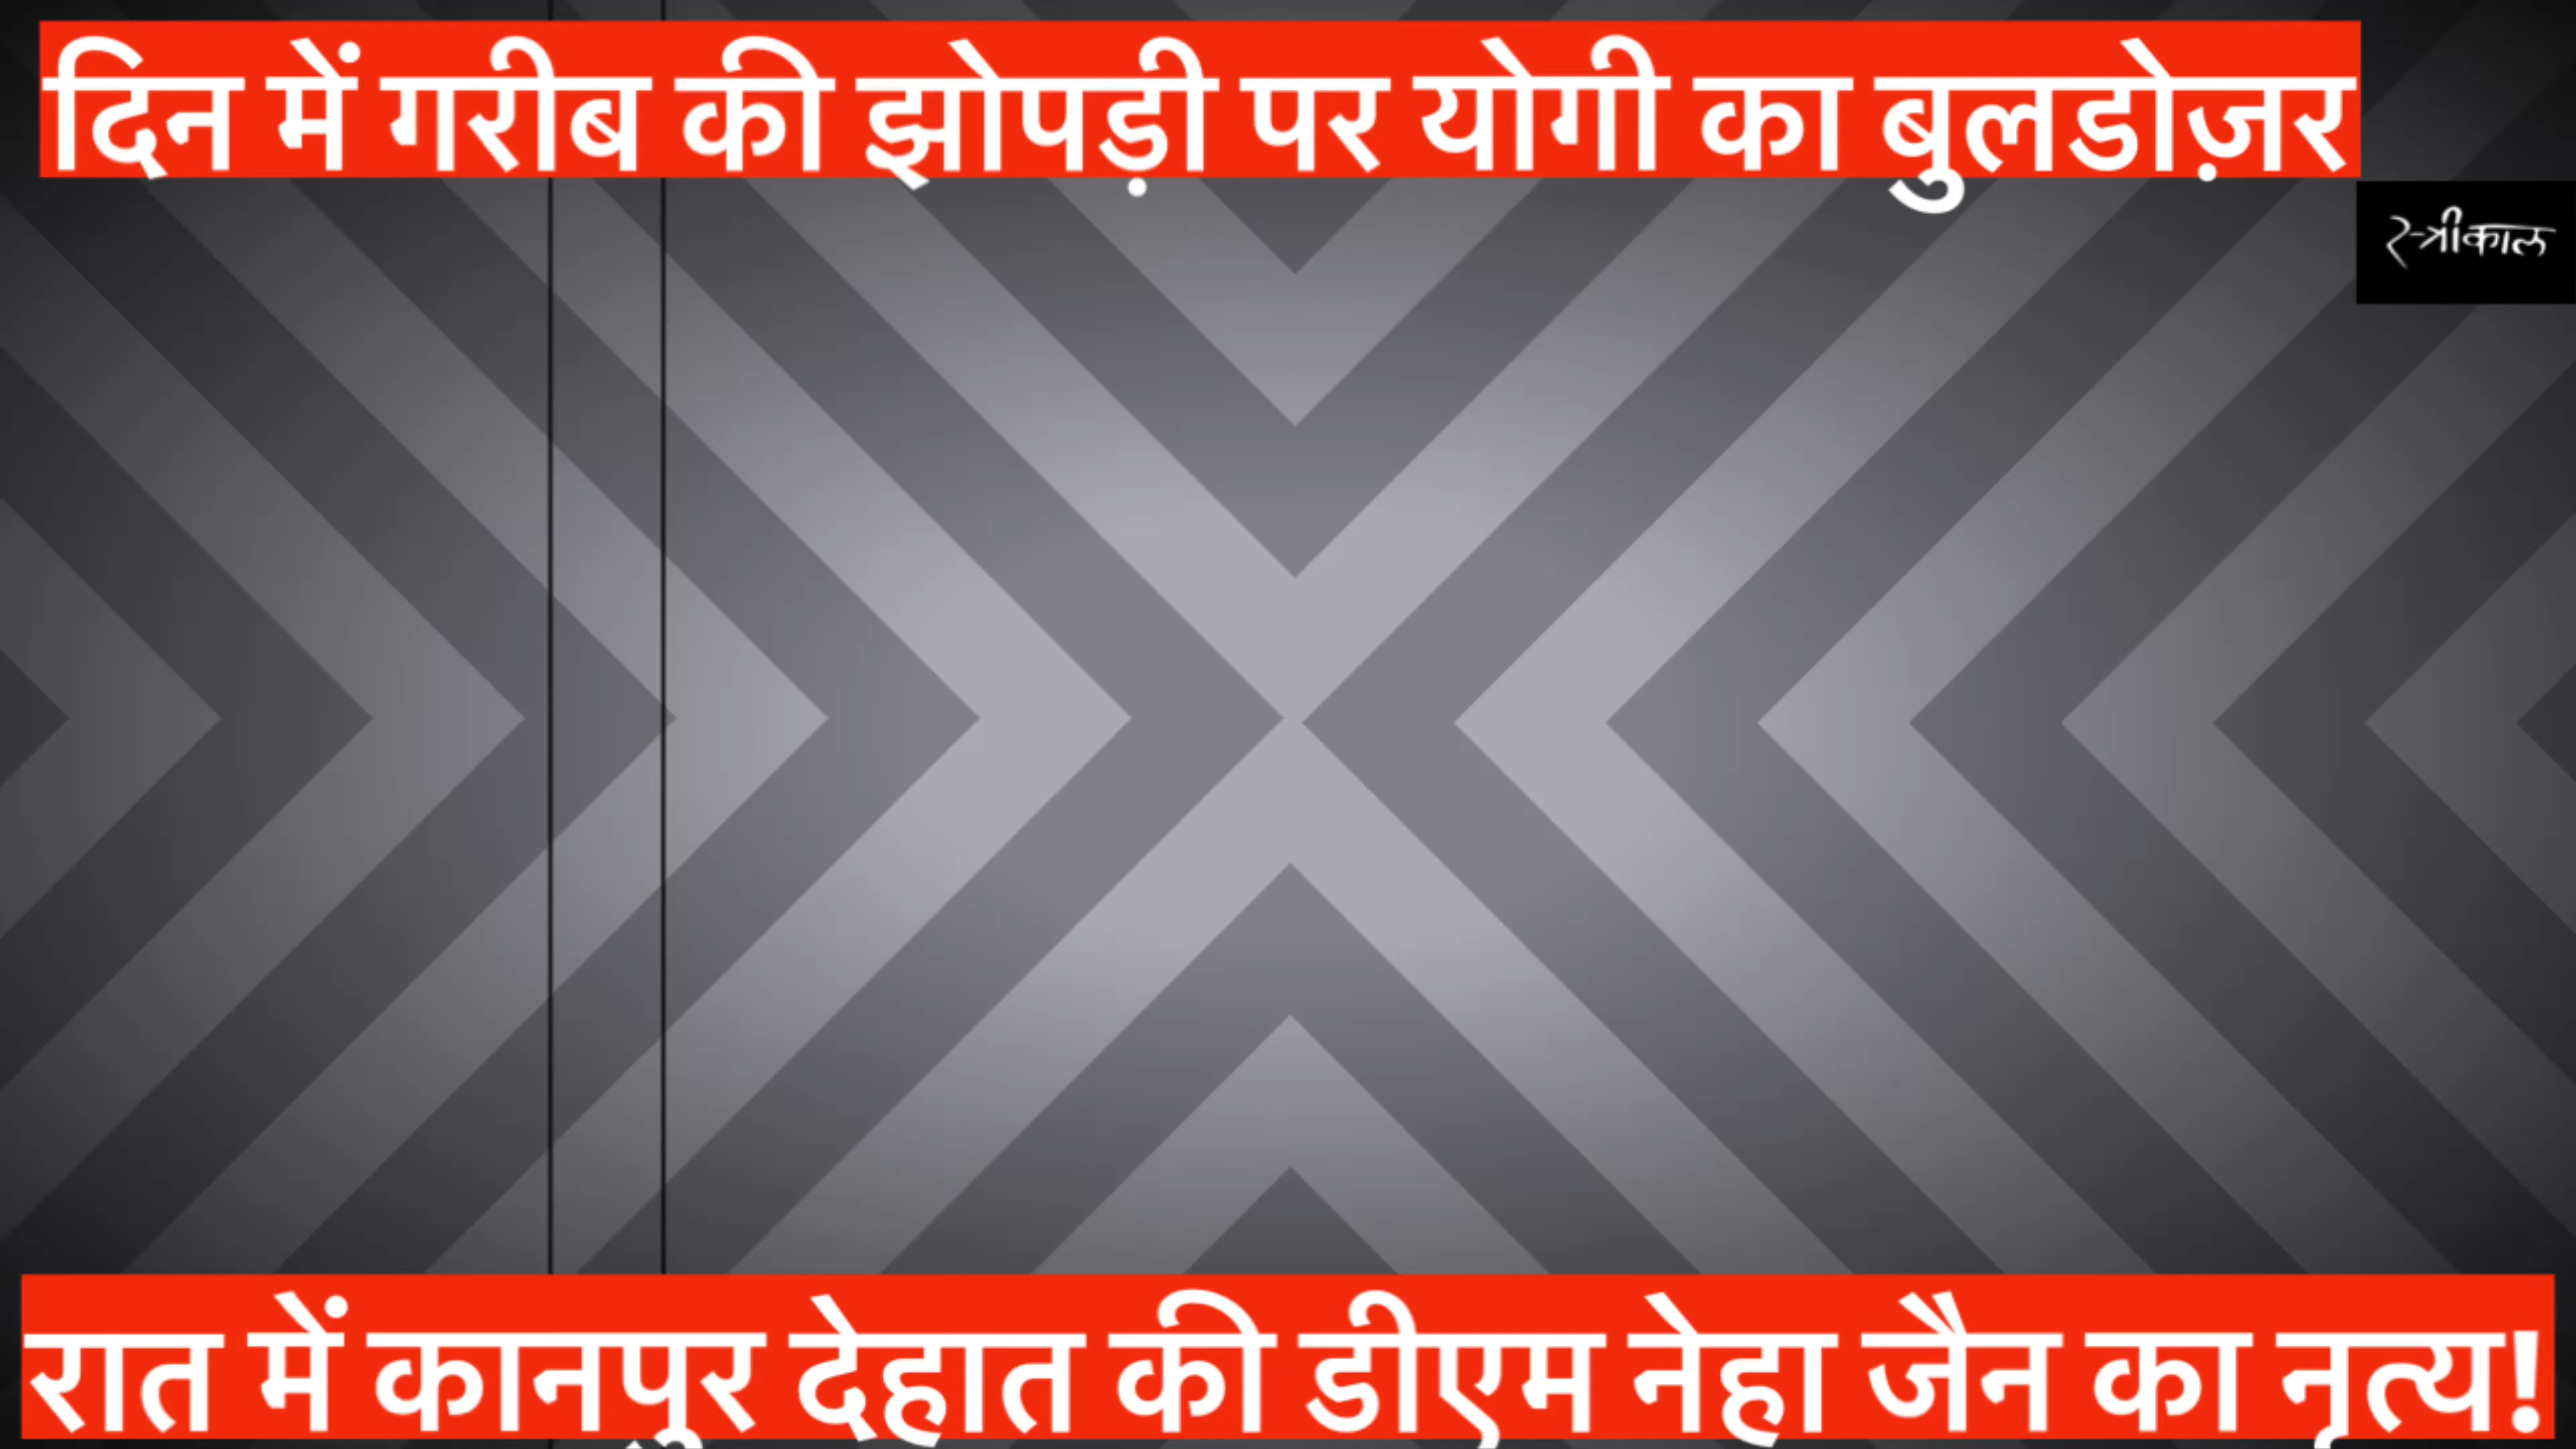 दिन में गरीब की झोपड़ी पर योगी का बुलडोज़र
स्त्रीकाल
रात में कानपुर देहात की डीएम नेहा जैन का नृत्य!